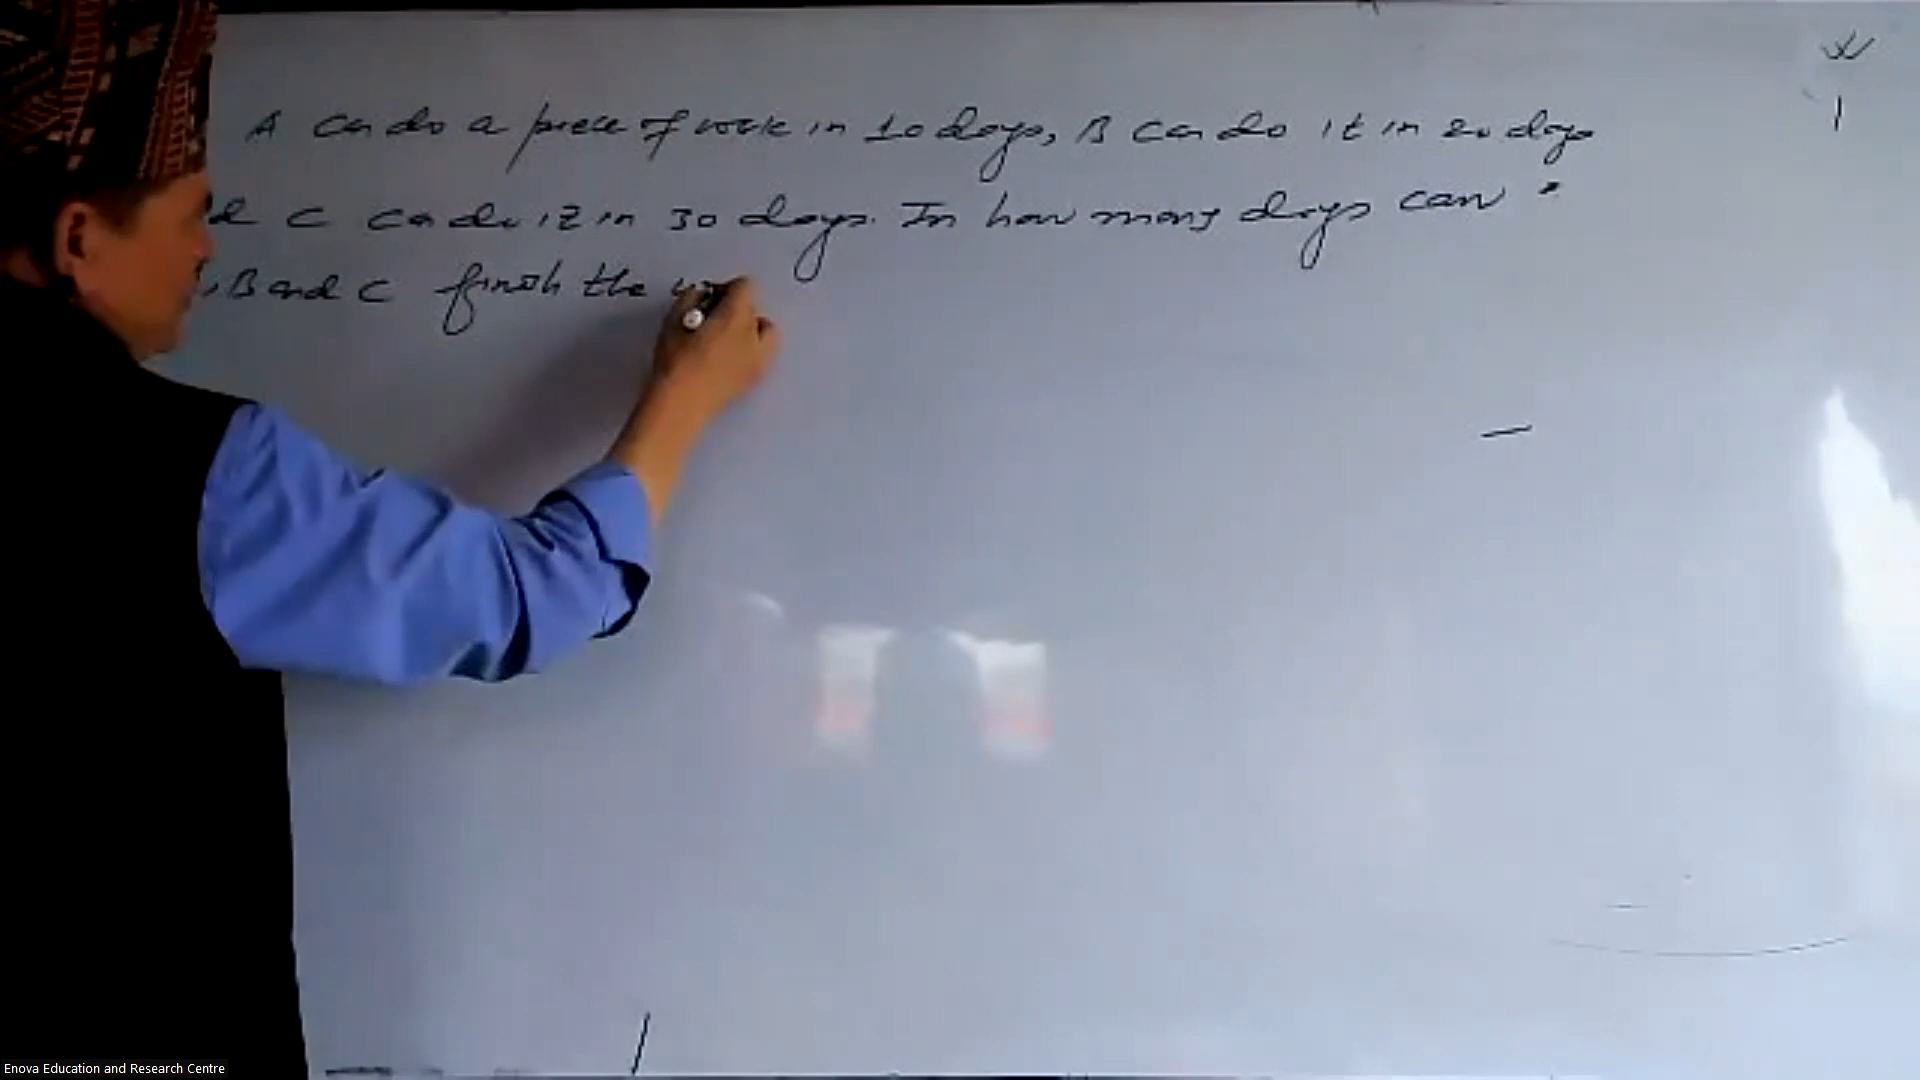 A can do a piece of work in 10 days, B can do it in 20 days
d C can do it in 30 days. In how many days can
, B and C finish the
Enova Education and Research Centre